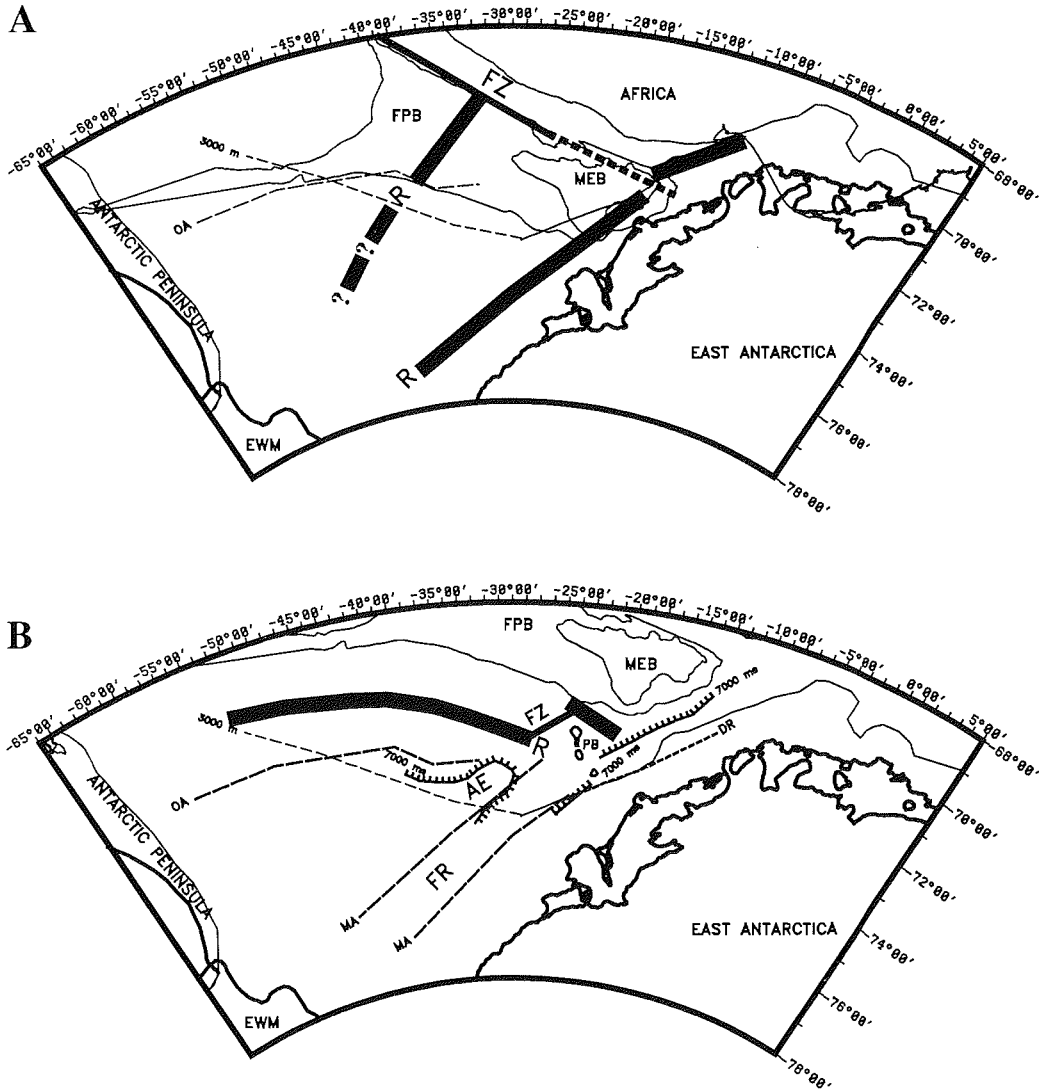 A
-65°00'
-60°00'
-55°00'
-50°00'
-45°00'
-40°00'
-35°00'
-30°00'
-25°00'
-20°00'
-15°00'
-10°00'
-5°00'
0°00'
5°00'
-68°00'
-70°00'
-72°00'
-74°00'
-76°00'
-78°00'
FZ
AFRICA
FPB
3000 m
MEB
R
OA
?
?
ANTARCTIC PENINSULA
R
EAST ANTARCTICA
EWM
B
-65°00'
-60°00'
-55°00'
-50°00'
-45°00'
-40°00'
-35°00'
-30°00'
-25°00'
-20°00'
-15°00'
-10°00'
-5°00'
0°00'
5°00'
-68°00'
-70°00'
-72°00'
-74°00'
-76°00'
-78°00'
FPB
MEB
7000 ms
3000 m
FZ
R
PB
DR
7000 ms
7000 ms
AE
OA
FR
MA
MA
ANTARCTIC PENINSULA
EAST ANTARCTICA
EWM